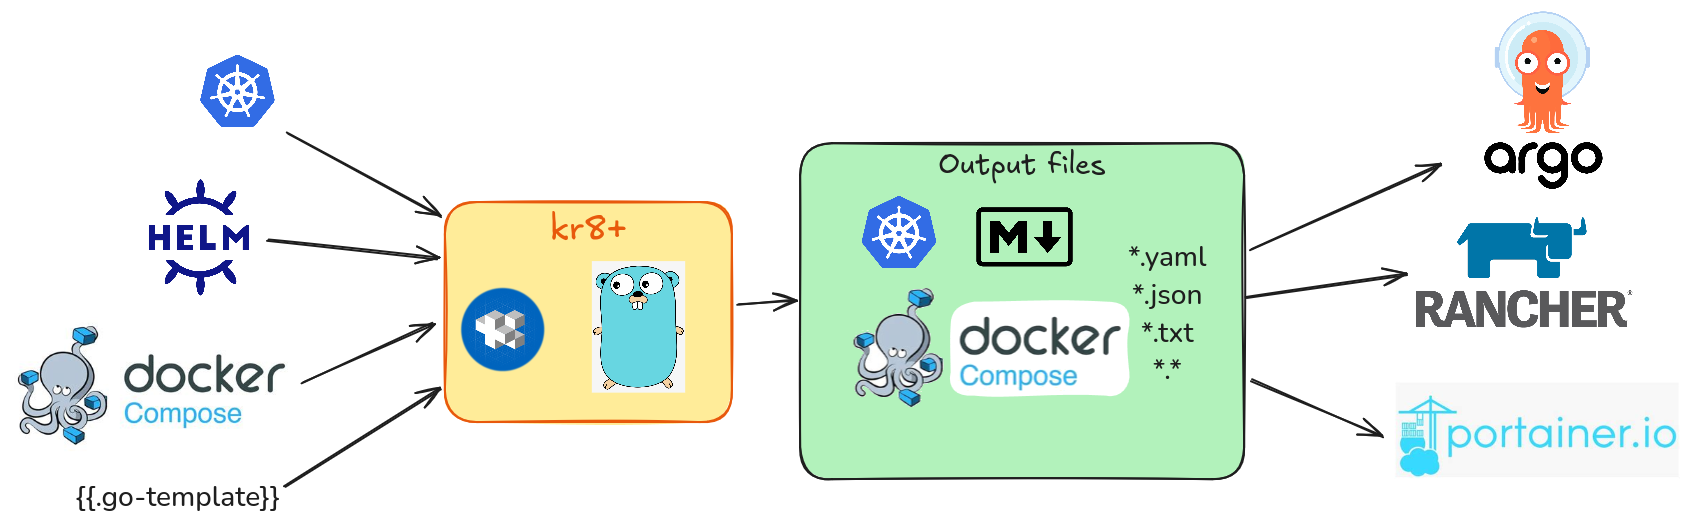 HELM
docker
Compose
{{.go-template}}
kr8+
Output files
M
*.yaml
*.json
*.txt
*.*
docker
Compose
argo
RANCHER®
portainer.io